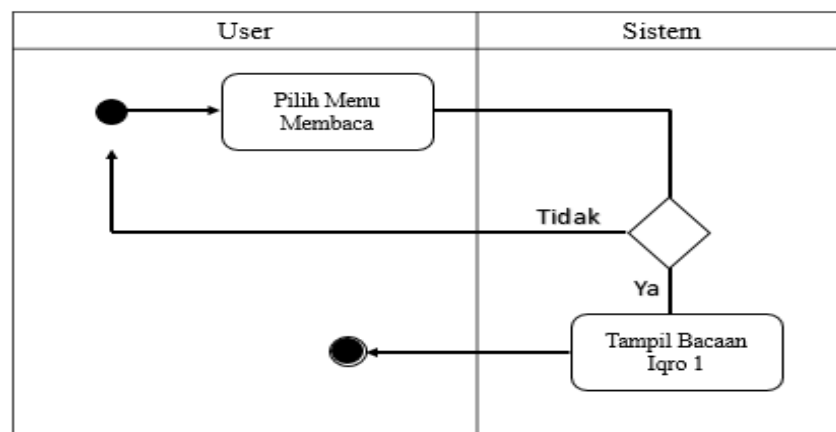 User
Sistem
Pilih Menu
Membaca
Tidak
Ya
Tampil Bacaan
Iqro 1